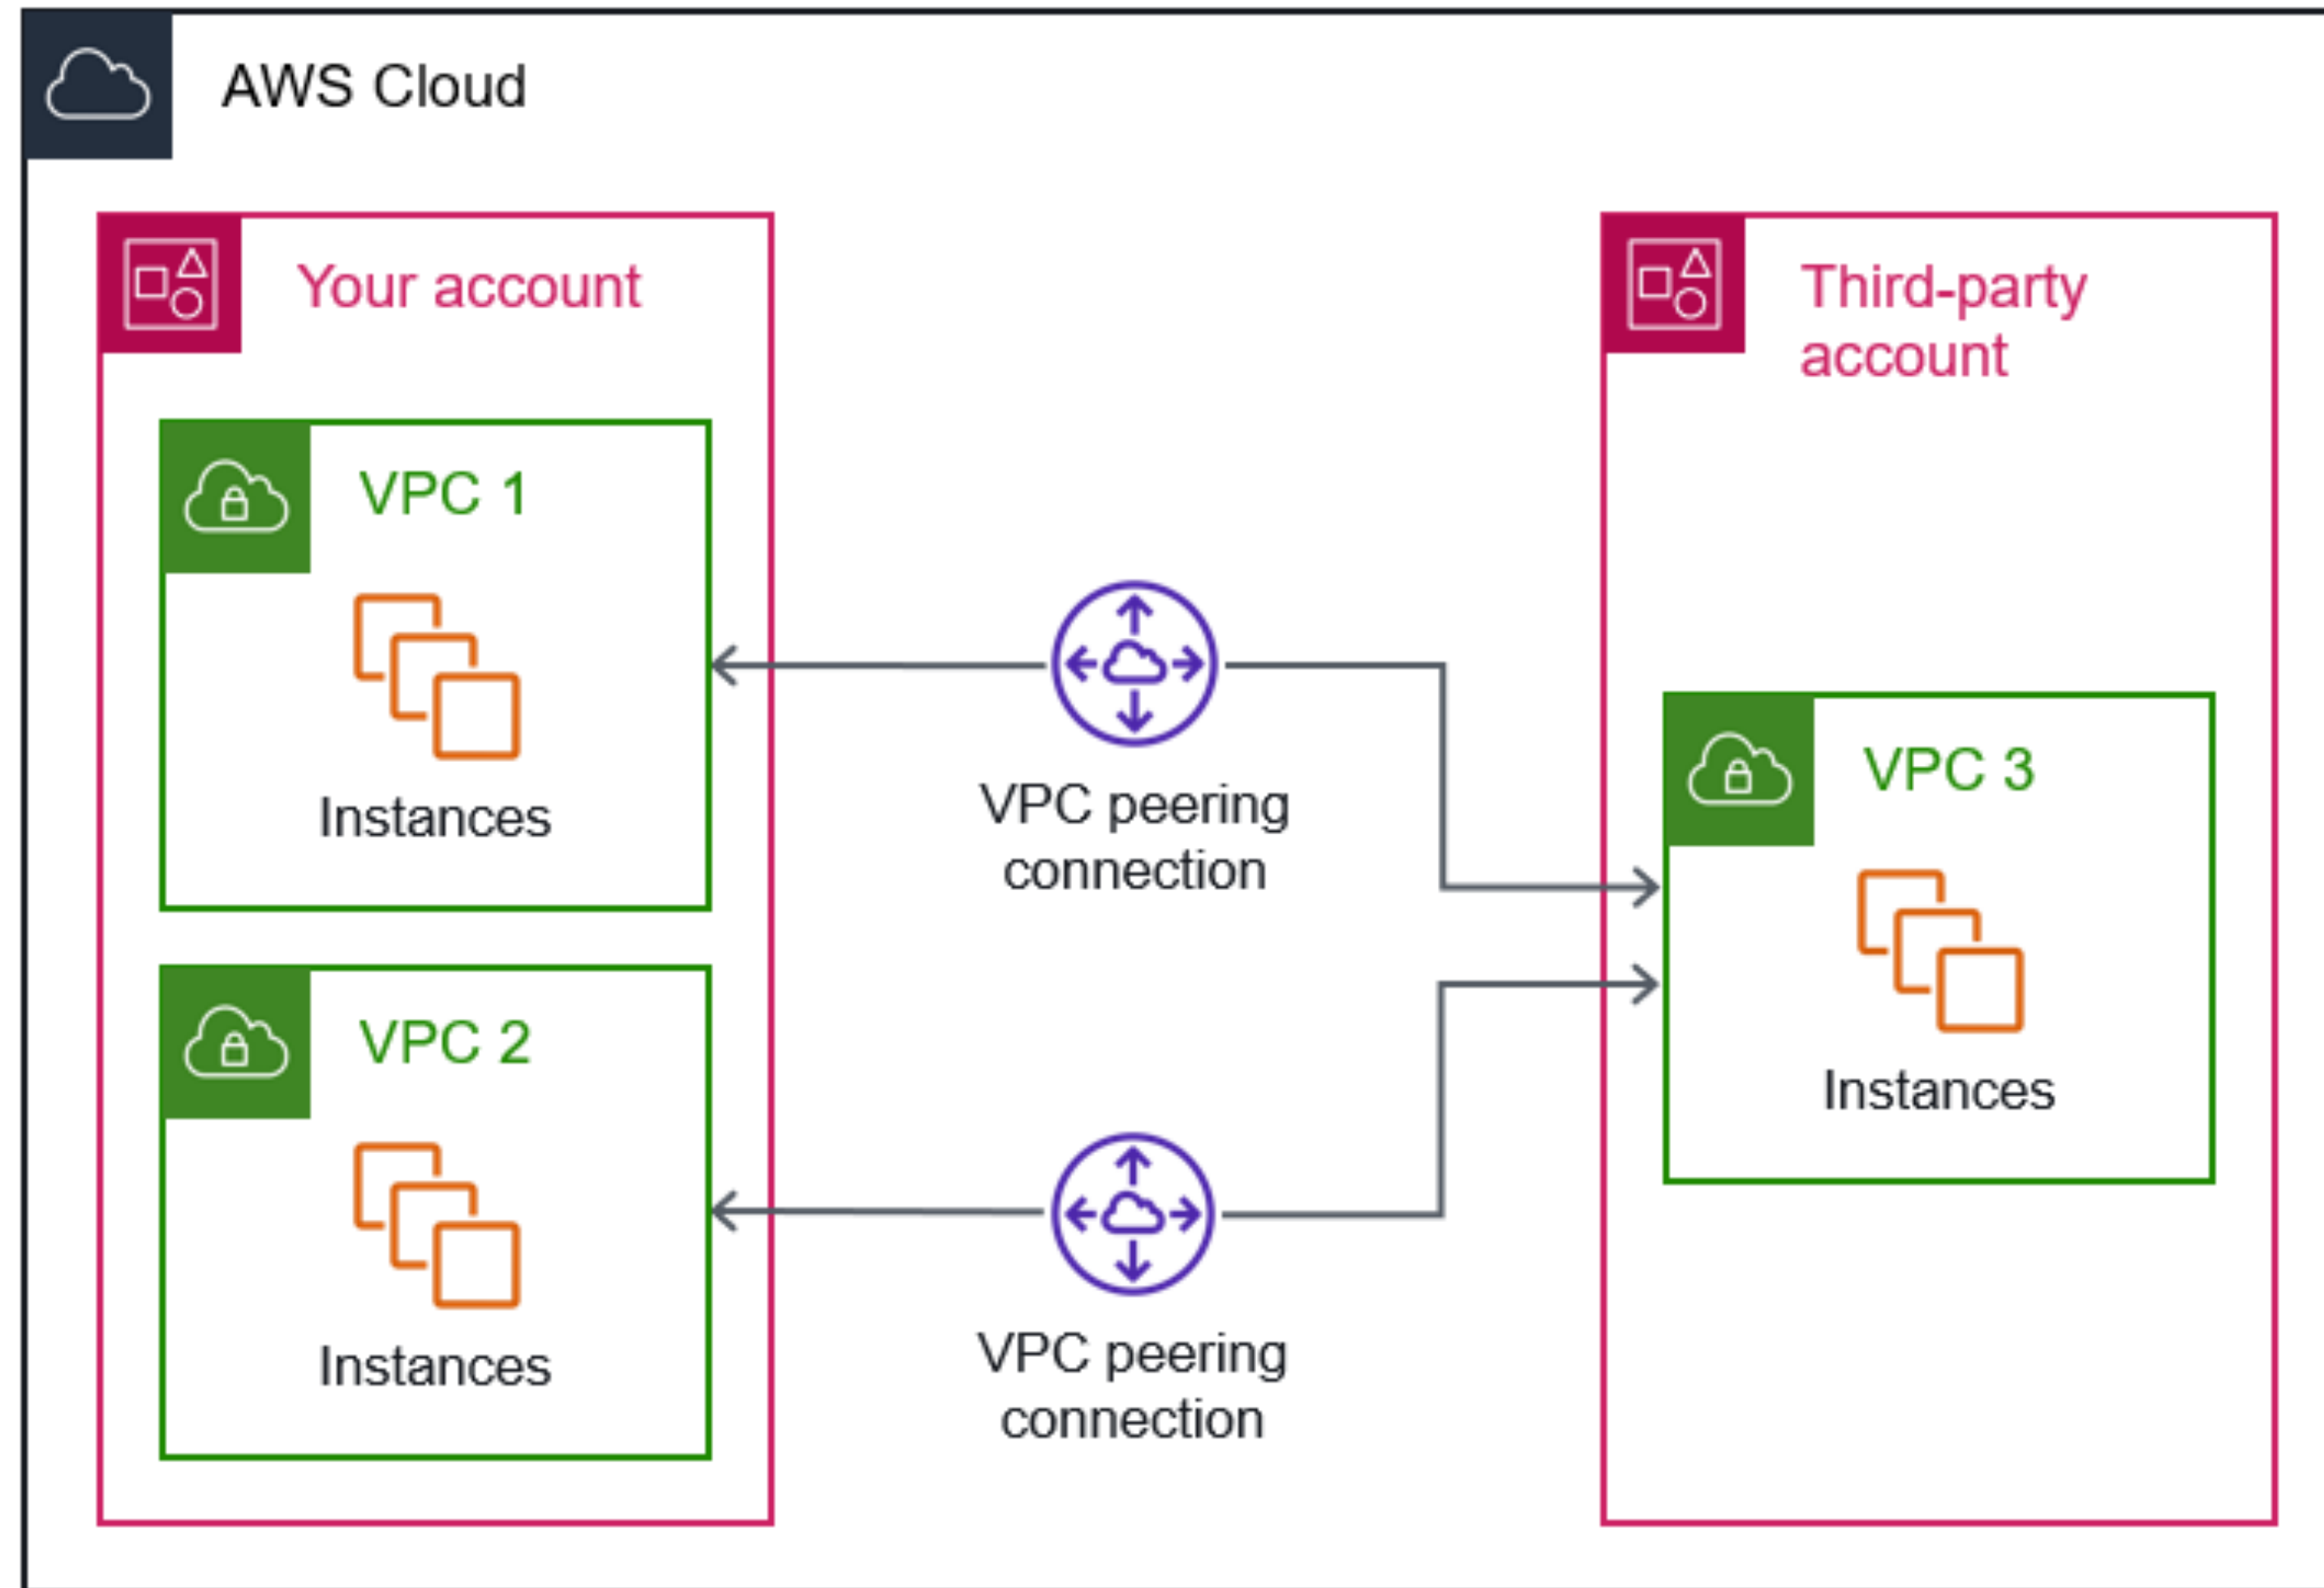 AWS Cloud
Your account
Third-party
account
VPC 1
Instances
VPC peering
connection
VPC 3
Instances
VPC 2
Instances
VPC peering
connection